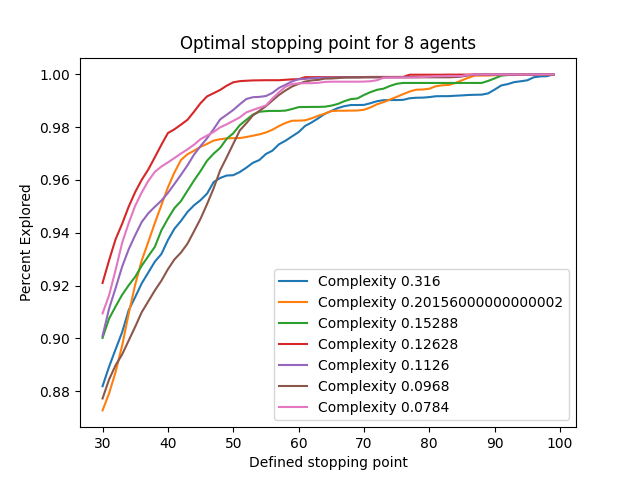 Optimal stopping point for 8 agents
1.00
0.98
0.96
0.94
0.92
0.90
0.88
Percent Explored
Complexity 0.316
Complexity 0.20156000000000002
Complexity 0.15288
Complexity 0.12628
Complexity 0.1126
Complexity 0.0968
Complexity 0.0784
30 40 50 60 70 80 90 100
Defined stopping point